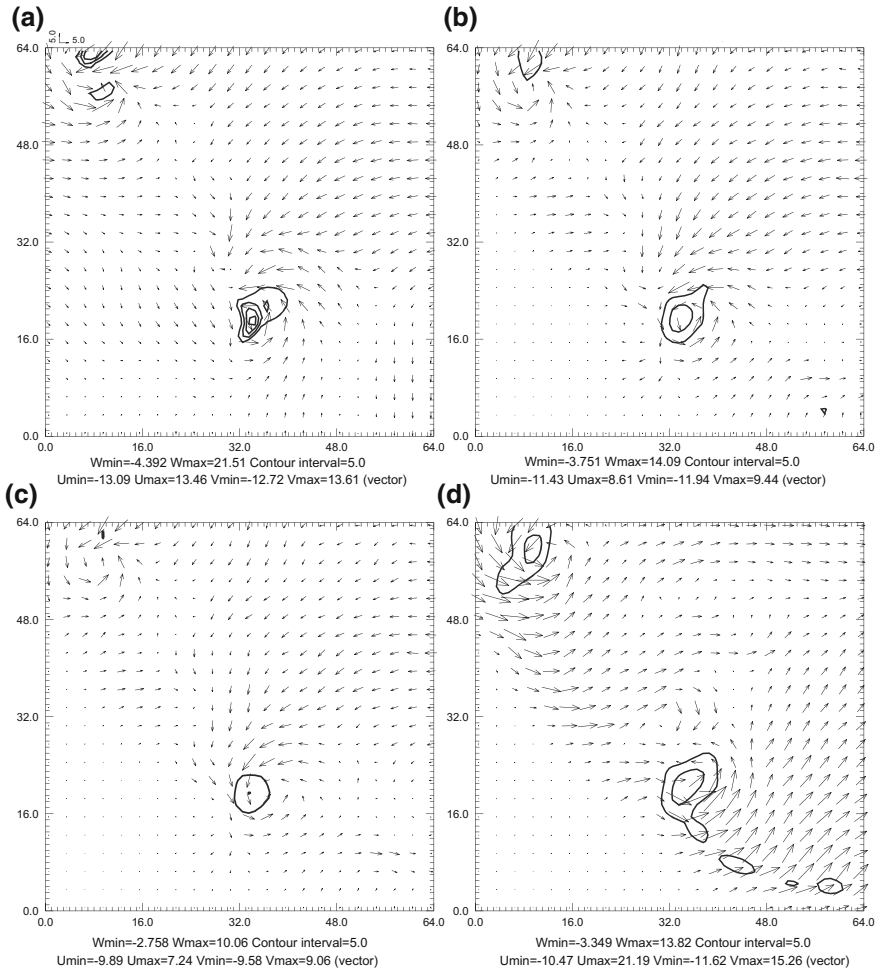 (a)
(b)
5.0
5.0
64.0
48.0
32.0
16.0
0.0
0.0 16.0 32.0 48.0 64.0
Wmin=-4.392 Wmax=21.51 Contour interval=5.0
Umin=-13.09 Umax=13.46 Vmin=-12.72 Vmax=13.61 (vector)
64.0
48.0
32.0
16.0
0.0
0.0 16.0 32.0 48.0 64.0
Wmin=-3.751 Wmax=14.09 Contour interval=5.0
Umin=-11.43 Umax=8.61 Vmin=-11.94 Vmax=9.44 (vector)
(c)
(d)
64.0
48.0
32.0
16.0
0.0
0.0 16.0 32.0 48.0 64.0
Wmin=-2.758 Wmax=10.06 Contour interval=5.0
Umin=-9.89 Umax=7.24 Vmin=-9.58 Vmax=9.06 (vector)
64.0
48.0
32.0
16.0
0.0
0.0 16.0 32.0 48.0 64.0
Wmin=-3.349 Wmax=13.82 Contour interval=5.0
Umin=-10.47 Umax=21.19 Vmin=-11.62 Vmax=15.26 (vector)